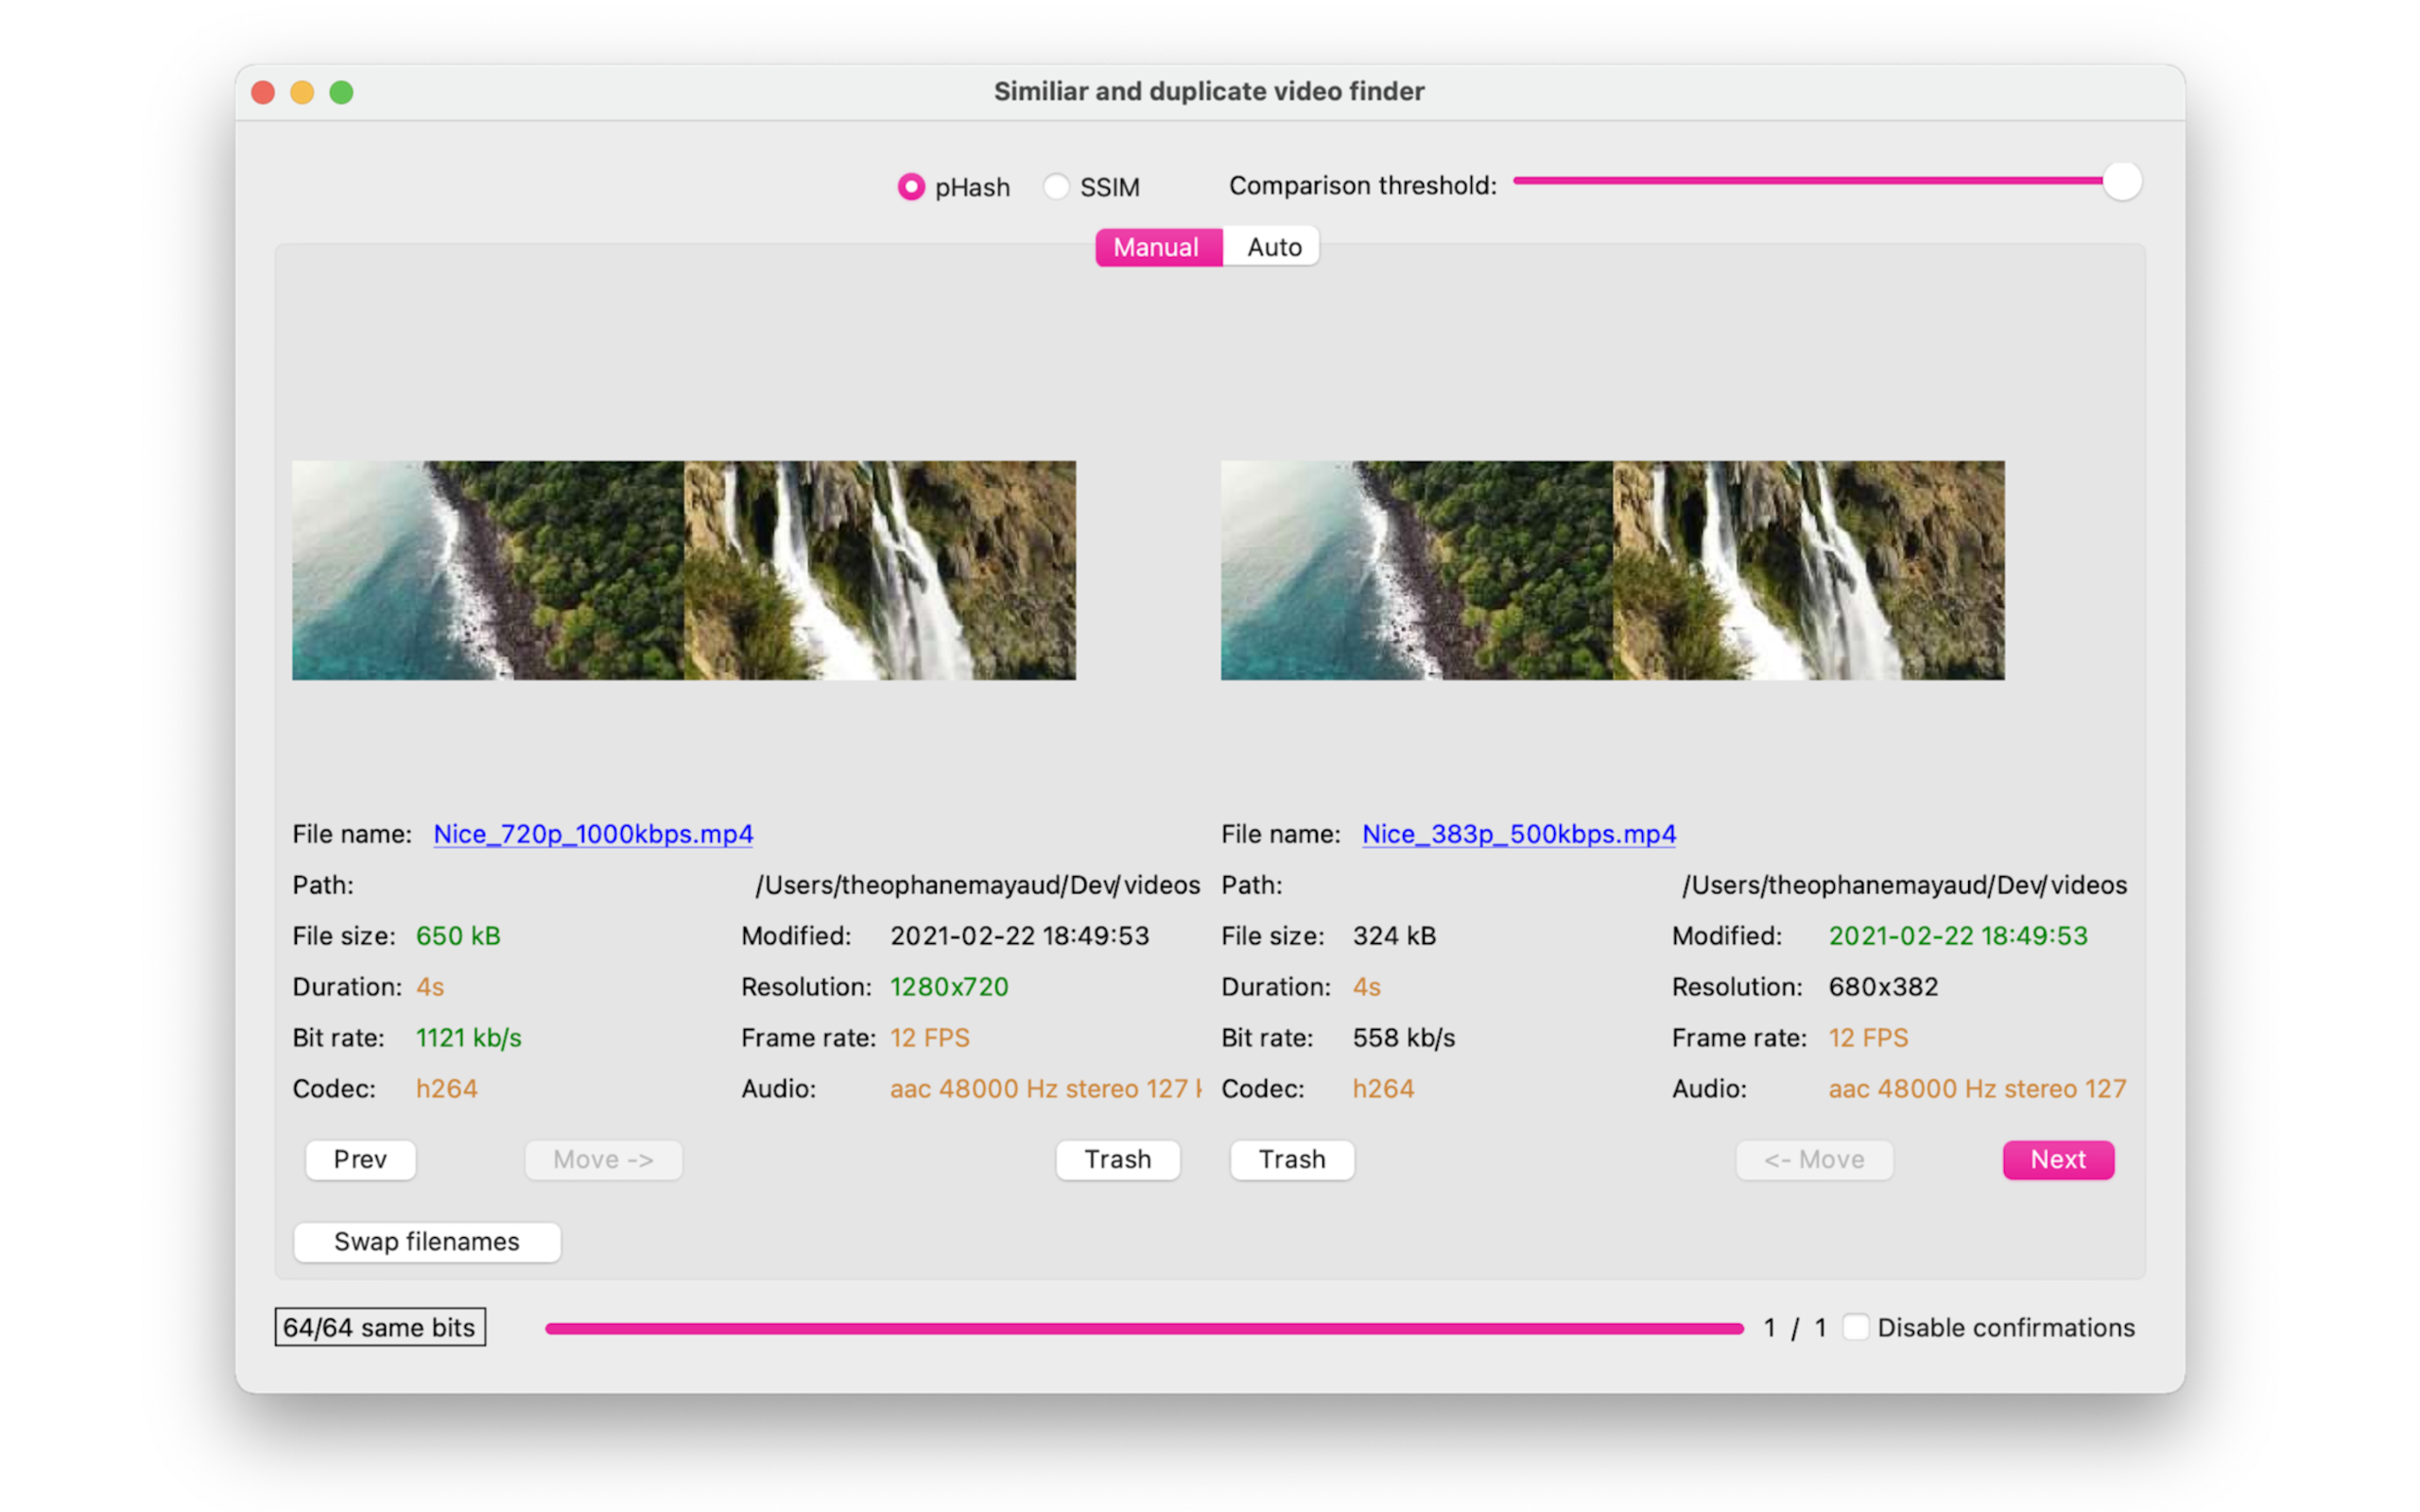 Similiar and duplicate video finder
pHash SSIM Comparison threshold:
Manual Auto
File name: Nice_720p_1000kbps.mp4 File name: Nice_383p_500kbps.mp4
Path: /Users/theophanemayaud/Dev/videos Path: /Users/theophanemayaud/Dev/videos
File size: 650 kB Modified: 2021-02-22 18:49:53 File size: 324 kB Modified: 2021-02-22 18:49:53
Duration: 4s Resolution: 1280x720 Duration: 4s Resolution: 680x382
Bit rate: 1121 kb/s Frame rate: 12 FPS Bit rate: 558 kb/s Frame rate: 12 FPS
Codec: h264 Audio: aac 48000 Hz stereo 127 Codec: h264 Audio: aac 48000 Hz stereo 127
Prev Move -> Trash Trash <- Move Next
Swap filenames
64/64 same bits 1 / 1 Disable confirmations